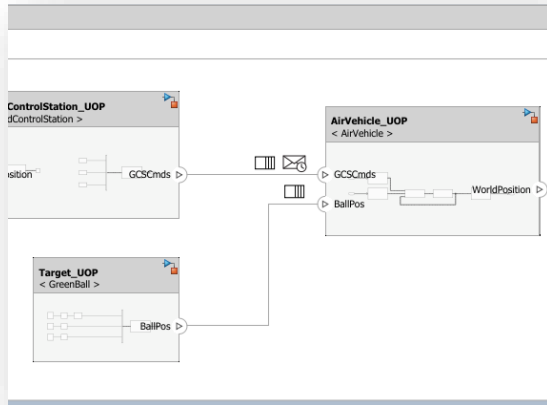 ControlStation_UOP
dControlStation >
osition
GCSCmds
AirVehicle_UOP
< AirVehicle >
GCSCmds
BallPos
WorldPosition
Target_UOP
< GreenBall >
BallPos